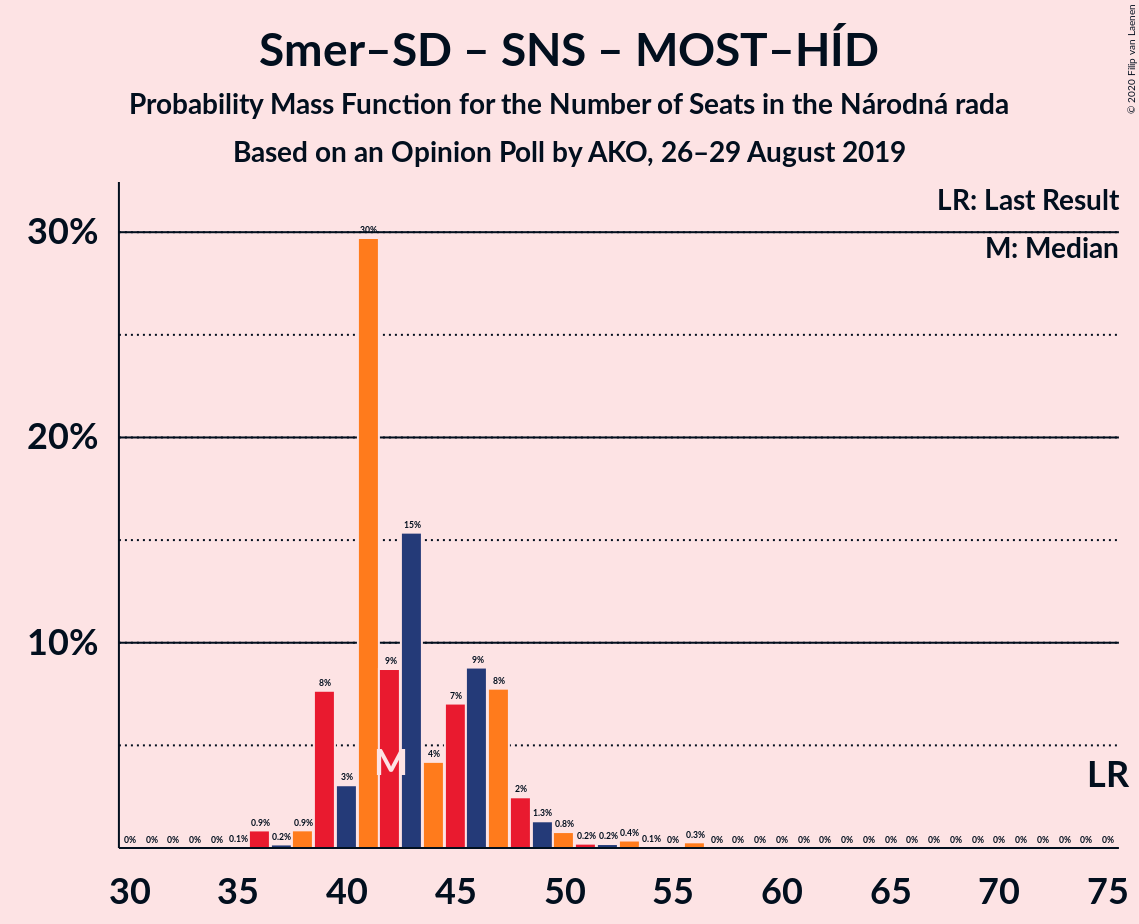 Smer–SD – SNS – MOST–HÍD
Probability Mass Function for the Number of Seats in the Národná rada
Based on an Opinion Poll by AKO, 26–29 August 2019
© 2020 Filip van Laenen
LR: Last Result
M: Median
30%
20%
10%
0% 0% 0% 0% 0% 0.1% 0.9% 0.2% 0.9% 8% 3% 30% 9% 15% 4% 7% 9% 8% 2% 1.3% 0.8% 0.2% 0.2% 0.4% 0.1% 0% 0.3% 0% 0% 0% 0% 0% 0% 0% 0% 0% 0% 0% 0% 0% 0% 0% 0% 0% 0% 0%
M
LR
30 35 40 45 50 55 60 65 70 75